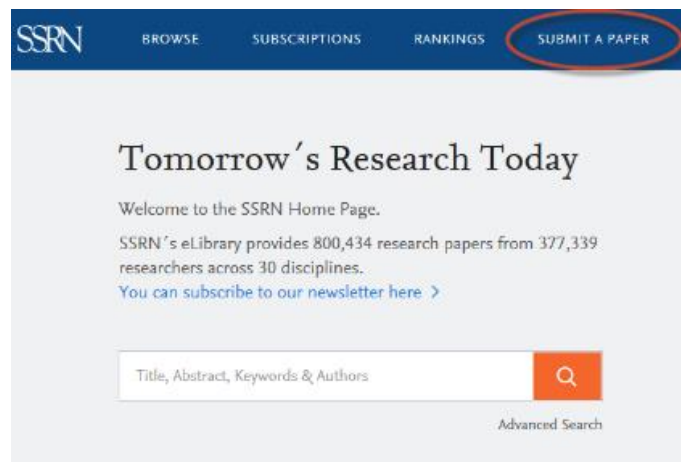 SSRN BROWSE SUBSCRIPTIONS RANKINGS SUBMIT A PAPER
Tomorrow´s Research Today
Welcome to the SSRN Home Page.
SSRN´s eLibrary provides 800,434 research papers from 377,339
researchers across 30 disciplines.
You can subscribe to our newsletter here >
Title, Abstract, Keywords & Authors
Advanced Search